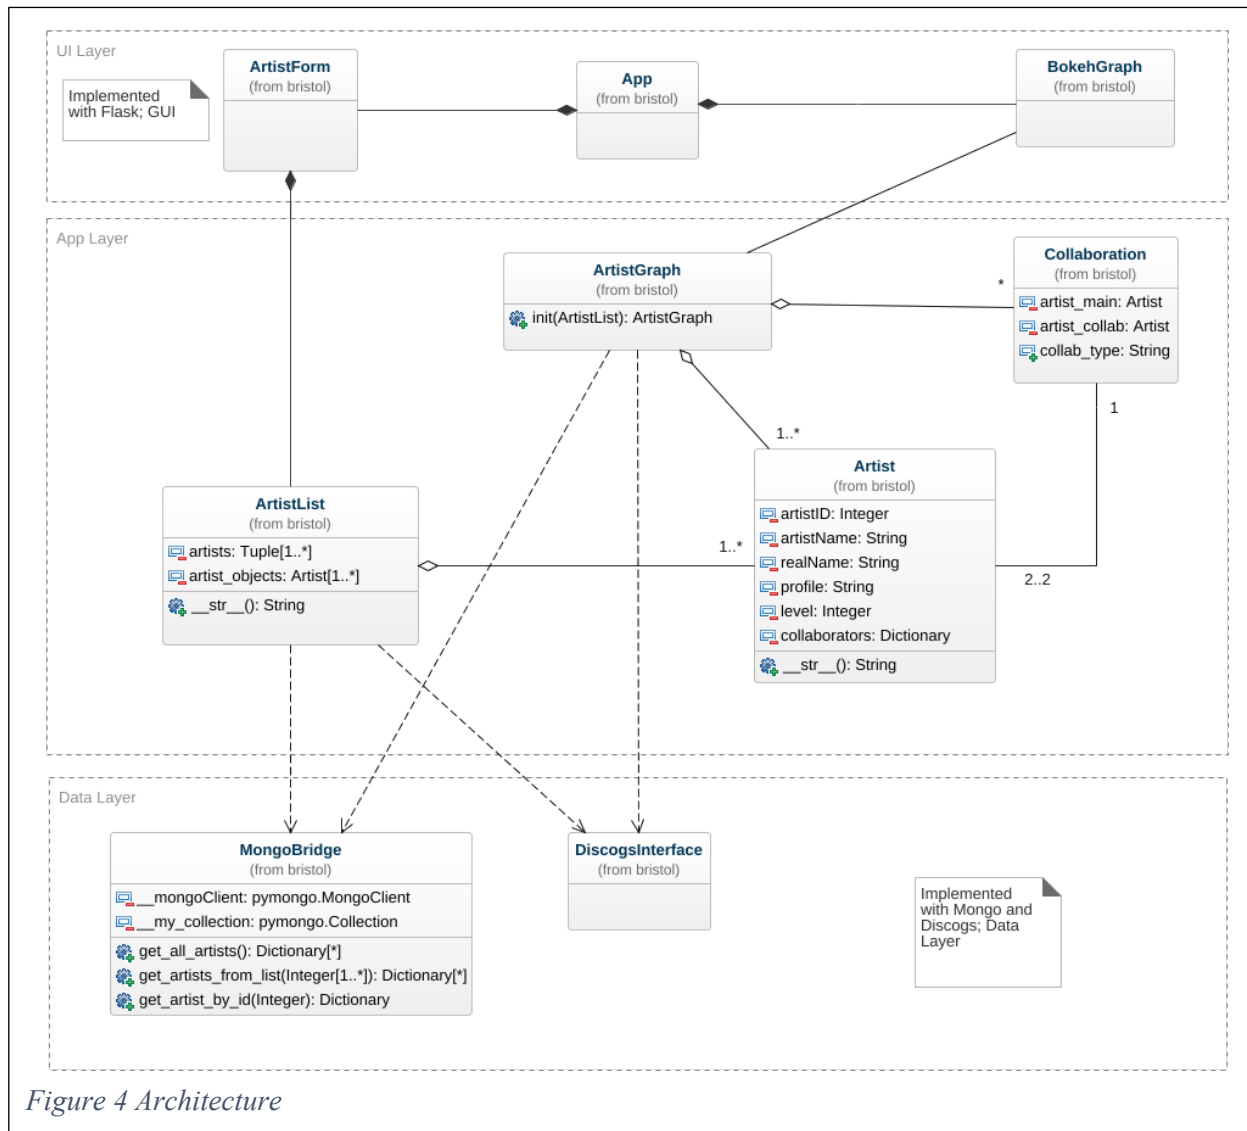 UI Layer
Implemented
with Flask; GUI
ArtistForm
(from bristol)
App
(from bristol)
BokehGraph
(from bristol)
App Layer
ArtistGraph
(from bristol)
init(ArtistList): ArtistGraph
*
Collaboration
(from bristol)
artist_main: Artist
artist_collab: Artist
collab_type: String
1
1..*
ArtistList
(from bristol)
artists: Tuple[1..*]
artist_objects: Artist[1..*]
__str__(): String
1..*
Artist
(from bristol)
artistID: Integer
artistName: String
realName: String
profile: String
level: Integer
collaborators: Dictionary
__str__(): String
2..2
Data Layer
MongoBridge
(from bristol)
__mongoClient: pymongo.MongoClient
__my_collection: pymongo.Collection
get_all_artists(): Dictionary[*]
get_artists_from_list(Integer[1..*]): Dictionary[*]
get_artist_by_id(Integer): Dictionary
DiscogsInterface
(from bristol)
Implemented
with Mongo and
Discogs; Data
Layer
Figure 4 Architecture